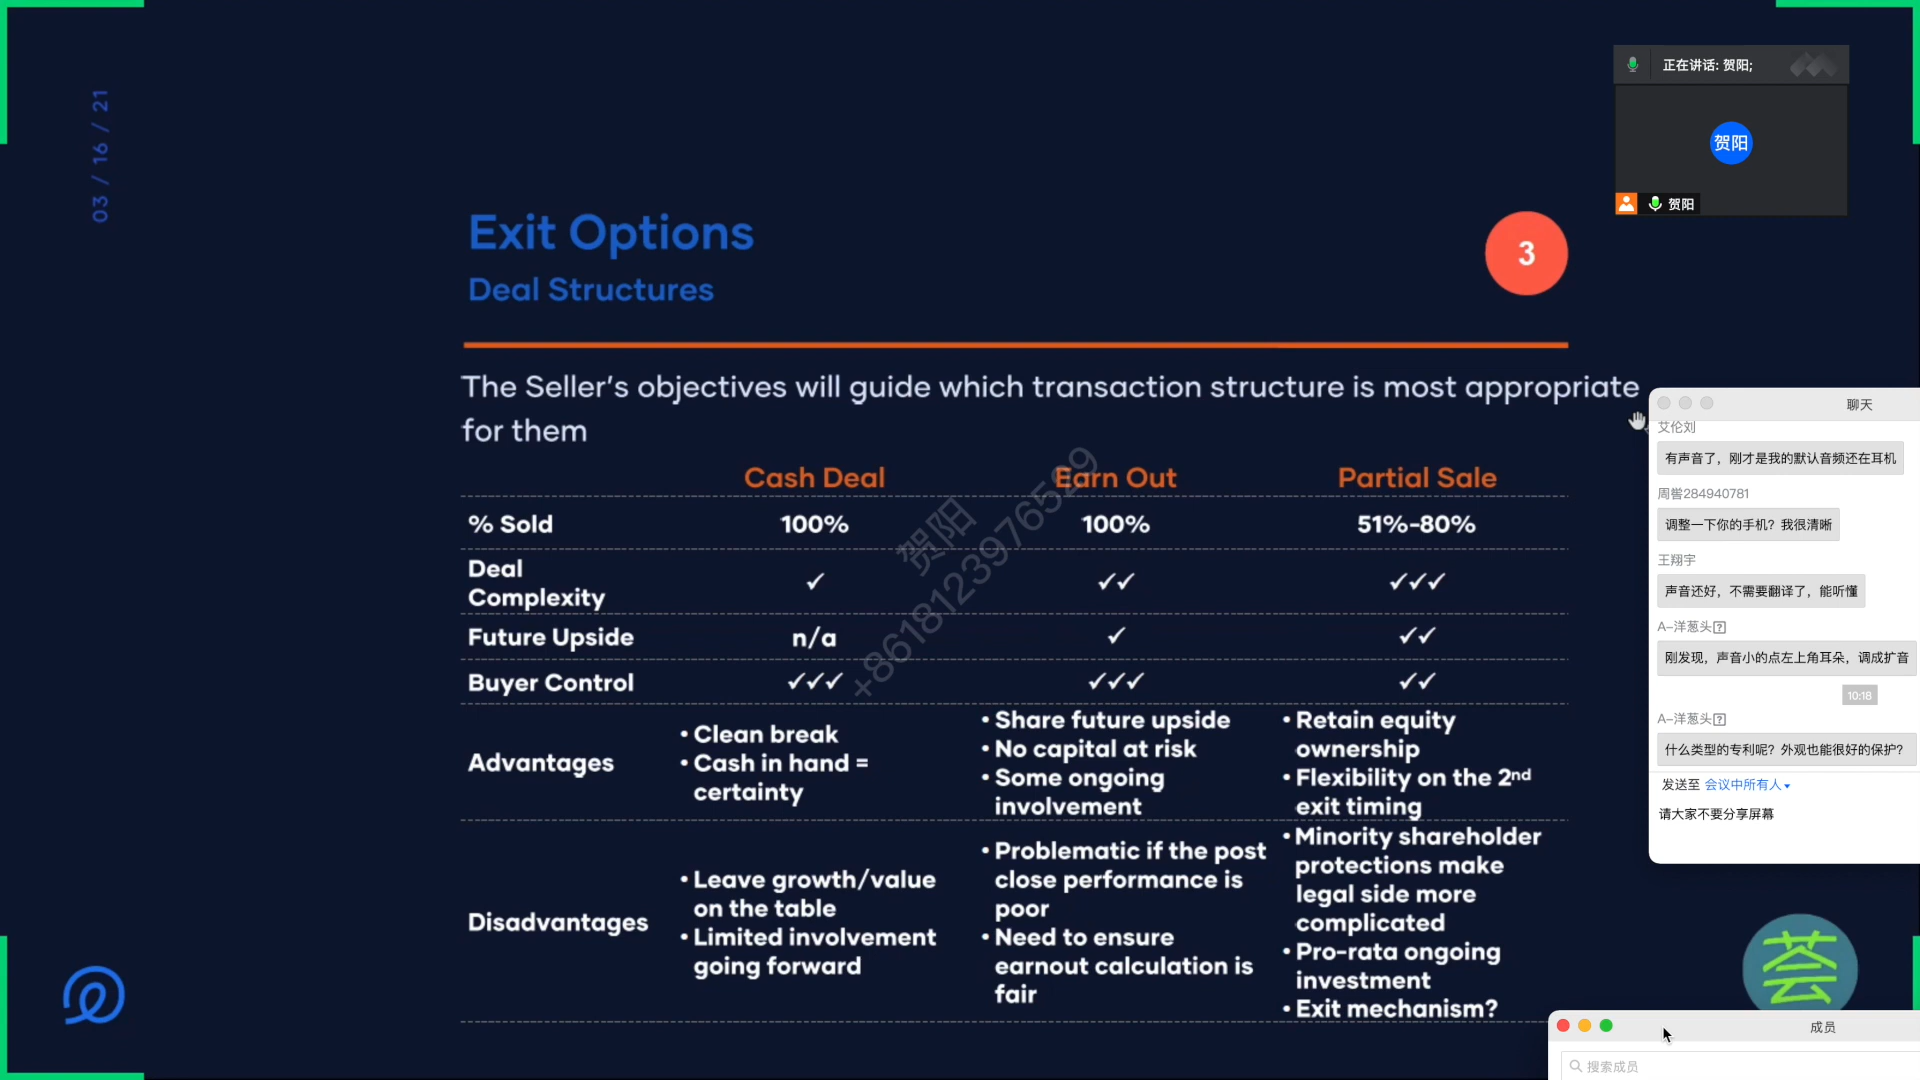 03 / 16 / 21
正在讲话: 贺阳;
贺阳
贺阳
Exit Options
Deal Structures
3
The Seller's objectives will guide which transaction structure is most appropriate
for them
Cash Deal Earn Out Partial Sale
% Sold 100% 100% 51%-80%
Deal
Complexity ✓ ✓✓ ✓✓✓
Future Upside n/a ✓ ✓✓
Buyer Control ✓✓✓ ✓✓✓ ✓✓
Advantages
• Clean break
• Cash in hand =
certainty
• Share future upside
• No capital at risk
• Some ongoing
involvement
• Retain equity
ownership
• Flexibility on the 2nd
exit timing
Disadvantages
• Leave growth/value
on the table
• Limited involvement
going forward
• Problematic if the post
close performance is
poor
• Need to ensure
earnout calculation is
fair
• Minority shareholder
protections make
legal side more
complicated
• Pro-rata ongoing
investment
• Exit mechanism?
贺阳
+8618123976529
聊天
艾伦刘
有声音了，刚才是我的默认音频还在耳机
周喾284940781
调整一下你的手机？我很清晰
王翔宇
声音还好，不需要翻译了，能听懂
A-洋葱头?
刚发现，声音小的点左上角耳朵，调成扩音
10:18
A-洋葱头?
什么类型的专利呢？外观也能很好的保护？
发送至 会议中所有人
请大家不要分享屏幕
荟
成员
搜索成员